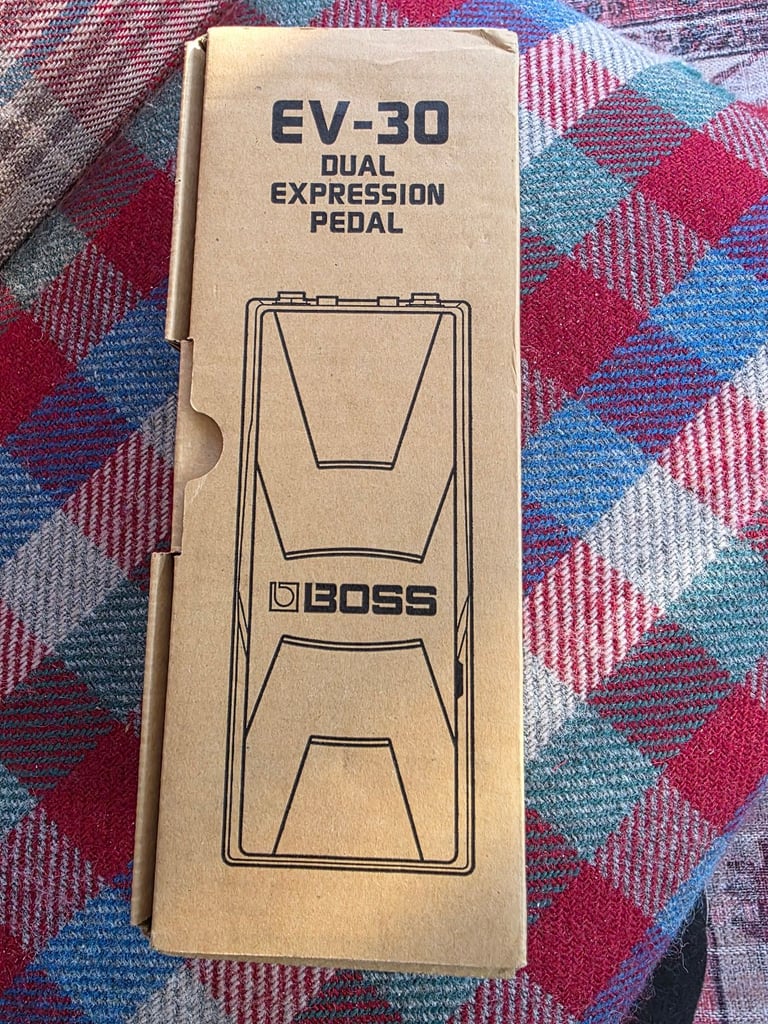 EV-30
DUAL
EXPRESSION
PEDAL
BOSS